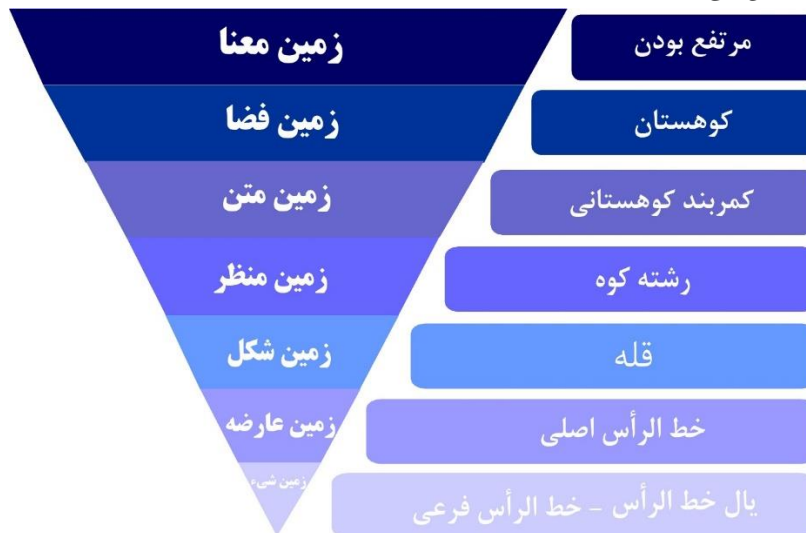 مرتفع بودن
زمین معنا
کوهستان
زمین فضا
کمربند کوهستانی
زمین متن
رشته کوه
زمین منظر
قله
زمین شکل
خط الرأس اصلی
زمین عارضه
یال خط الرأس - خط الرأس فرعی
زمین شیء